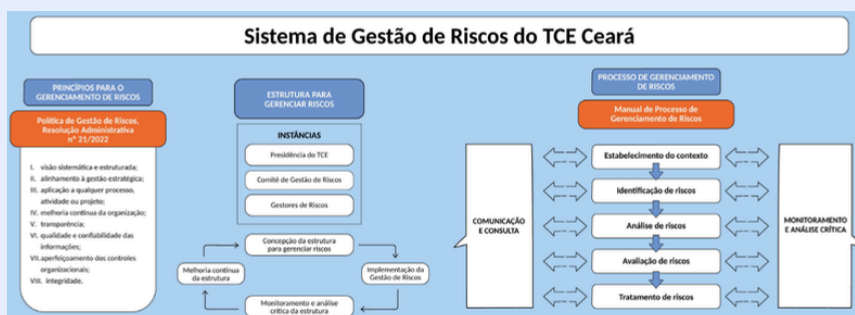 Sistema de Gestão de Riscos do TCE Ceará
PRINCÍPIOS PARA O
GERENCIAMENTO DE RISCOS
Política de Gestão de Riscos,
Resolução Administrativa
nº 21/2022
I. visão sistemática e estruturada;
II. alinhamento à gestão estratégica;
III. aplicação a qualquer processo,
atividade ou projeto;
IV. melhoria contínua da organização;
V. transparência;
VI. qualidade e confiabilidade das
informações;
VII.aperfeiçoamento dos controles
organizacionais;
VIII. integridade.
ESTRUTURA PARA
GERENCIAR RISCOS
INSTÂNCIAS
Presidência do TCE
Comitê de Gestão de Riscos
Gestores de Riscos
Concepção da estrutura
para gerenciar riscos
Melhoria contínua
da estrutura
Implementação da
Gestão de Riscos
Monitoramento e análise
crítica da estrutura
PROCESSO DE GERENCIAMENTO
DE RISCOS
Manual de Processo de
Gerenciamento de Riscos
COMUNICAÇÃO
E CONSULTA
Estabelecimento do contexto
Identificação de riscos
Análise de riscos
Avaliação de riscos
Tratamento de riscos
MONITORAMENTO
E ANÁLISE CRÍTICA